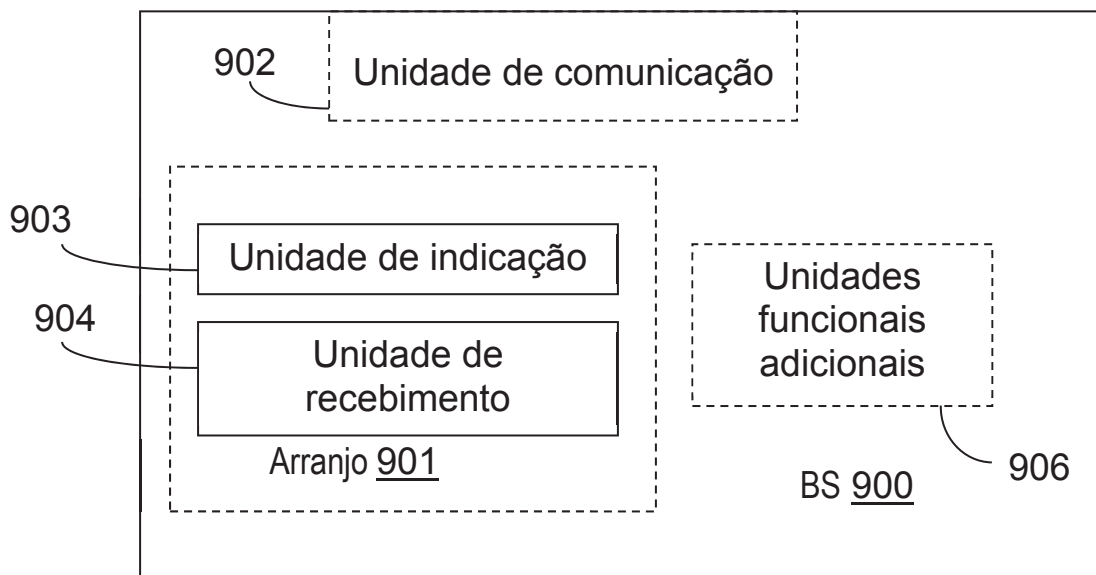 902
Unidade de comunicação
903
Unidade de indicação
904
Unidade de
recebimento
Arranjo 901
Unidades
funcionais
adicionais
906
BS 900